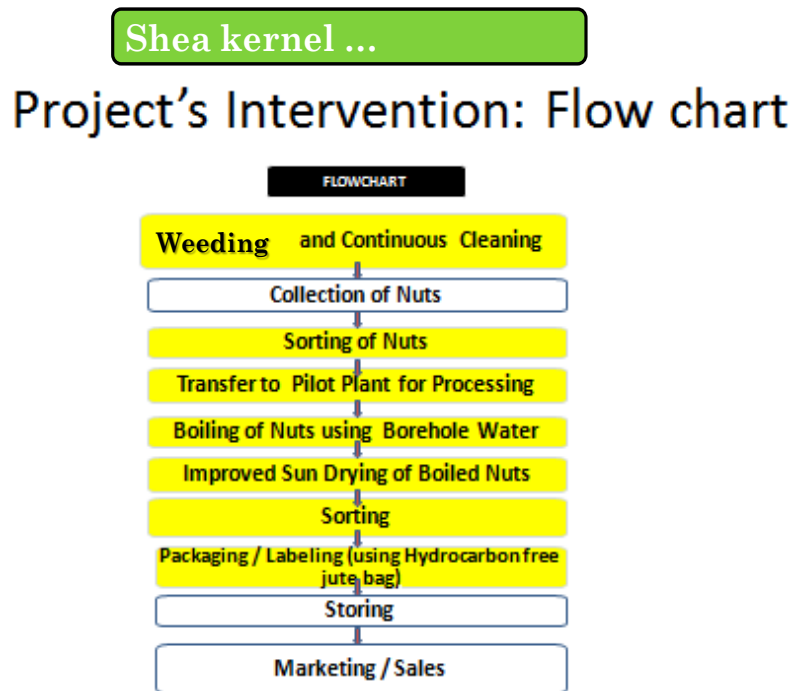 Shea kernel ...
Project's Intervention: Flow chart
FLOWCHART
Weeding and Continuous Cleaning
Collection of Nuts
Sorting of Nuts
Transfer to Pilot Plant for Processing
Boiling of Nuts using Borehole Water
Improved Sun Drying of Boiled Nuts
Sorting
Packaging / Labeling (using Hydrocarbon free
jute bag)
Storing
Marketing / Sales